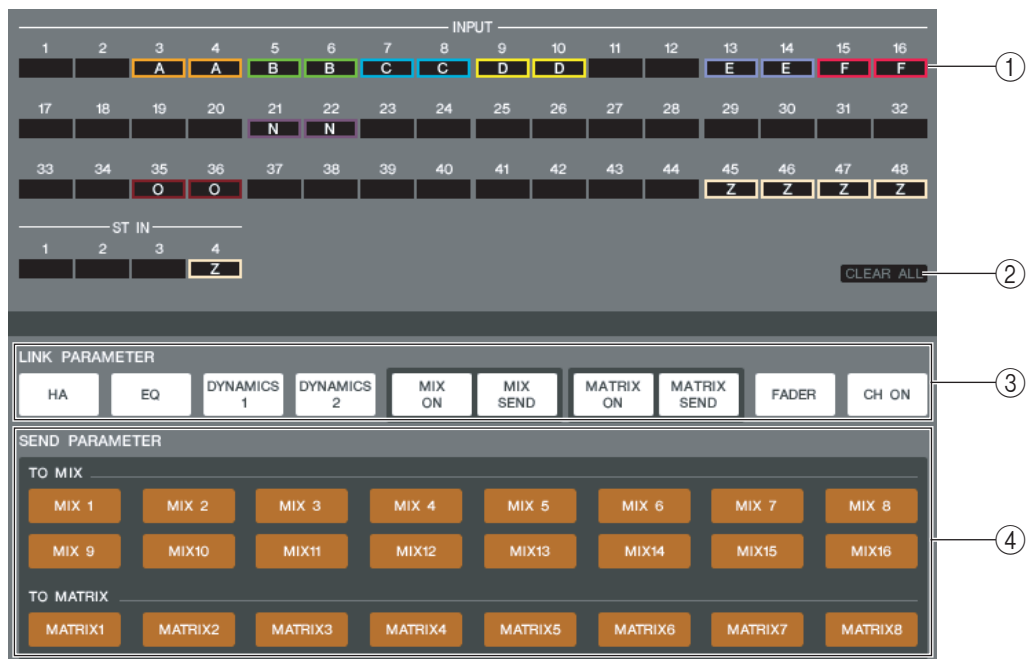 INPUT
1 2 3 4 5 6 7 8 9 10 11 12 13 14 15 16
A A B B C C D D E E F F
①
17 18 19 20 21 22 23 24 25 26 27 28 29 30 31 32
N N
33 34 35 36 37 38 39 40 41 42 43 44 45 46 47 48
O O Z Z Z Z
ST IN
1 2 3 4
Z
CLEAR ALL
②
LINK PARAMETER
HA EQ DYNAMICS 1 DYNAMICS 2 MIX ON MIX SEND MATRIX ON MATRIX SEND FADER CH ON
③
SEND PARAMETER
TO MIX
MIX 1 MIX 2 MIX 3 MIX 4 MIX 5 MIX 6 MIX 7 MIX 8
MIX 9 MIX10 MIX11 MIX12 MIX13 MIX14 MIX15 MIX16
④
TO MATRIX
MATRIX1 MATRIX2 MATRIX3 MATRIX4 MATRIX5 MATRIX6 MATRIX7 MATRIX8